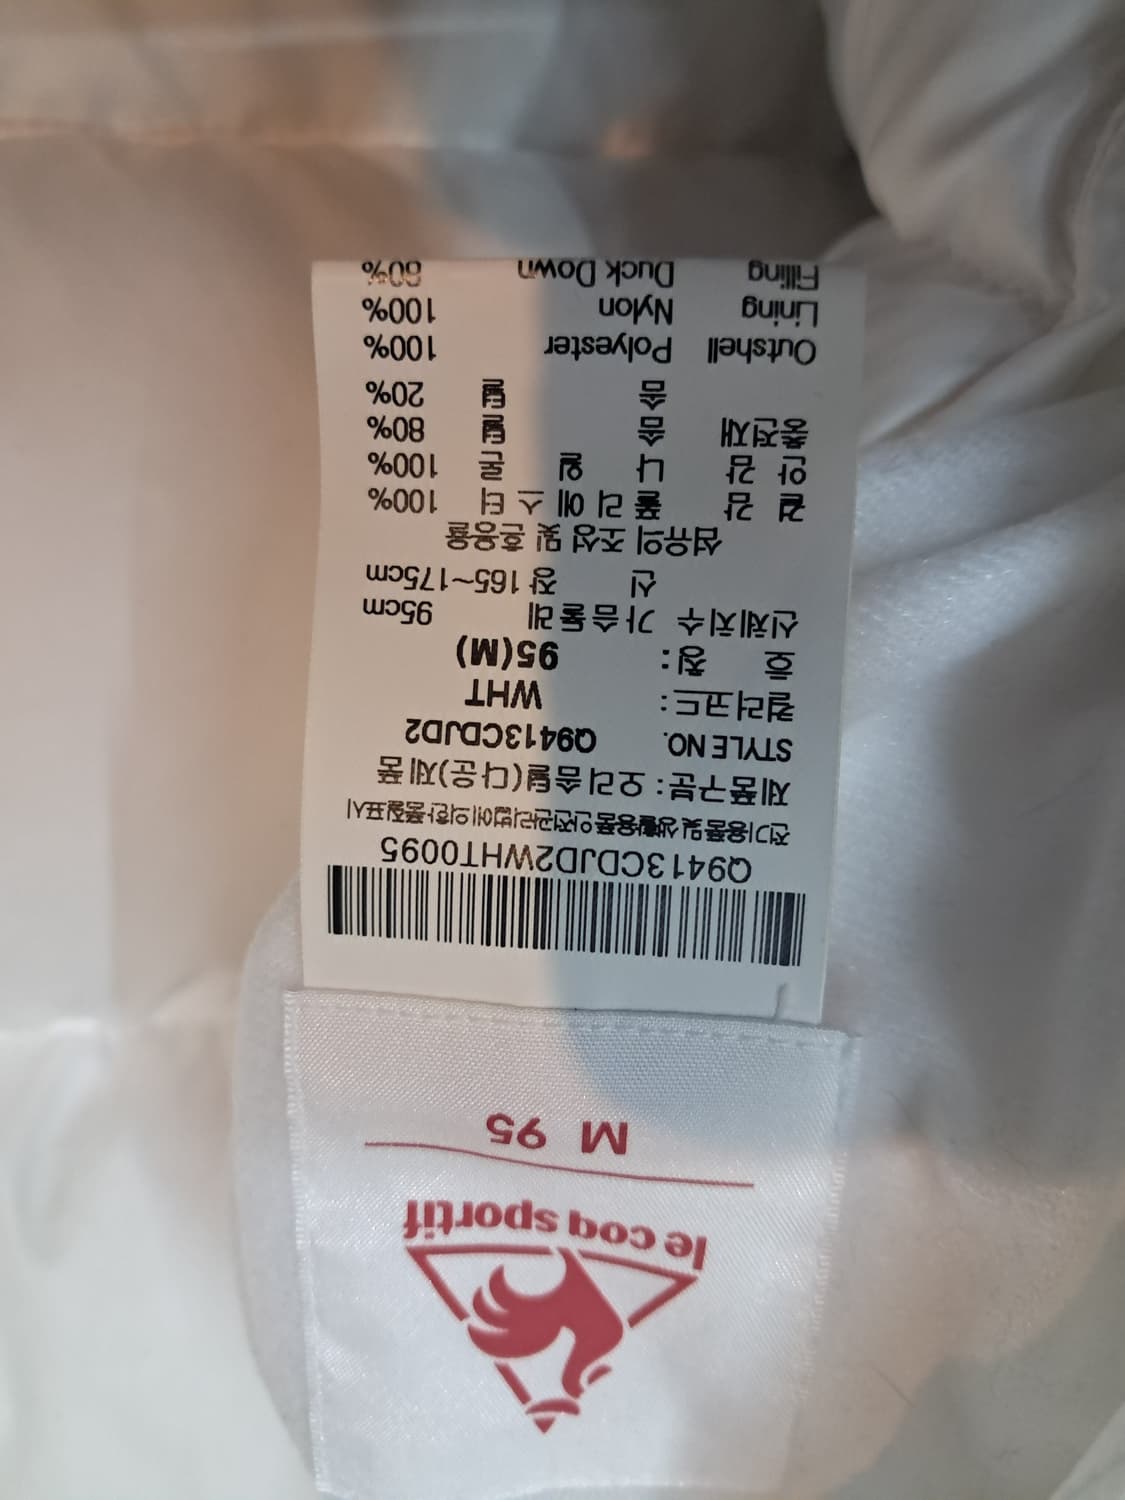 le coq sportif
M 95
Q9413CDJD2WHT0095
전기용품및생활용품안전관리법에의한품질표시
제품구분: 오리솜털(다운)제품
STYLE NO. Q9413CDJD2
컬러코드: WHT
호 칭: 95(M)
신체치수 가슴둘레 95cm
신 장 165~175cm
섬유의 조성 및 혼용율
겉 감 폴리에스터 100%
안 감 나일론 100%
충전재 솜 털 80%
솜 털 20%
Outshell Polyester 100%
Lining Nylon 100%
Filling Duck Down 80%